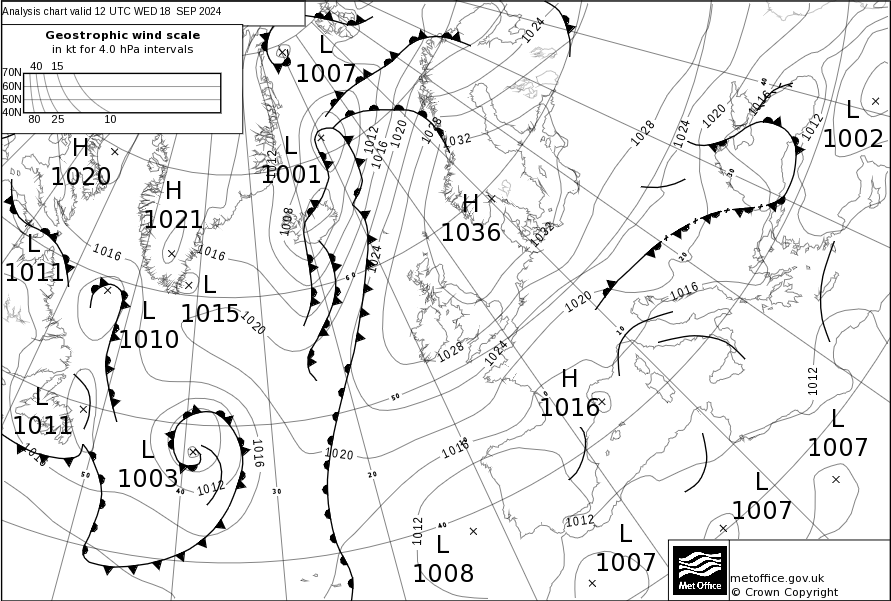 Analysis chart valid 12 UTC WED 18 SEP 2024
Geostrophic wind scale
in kt for 4.0 hPa intervals
40 15
70N
60N
50N
40N
80 25 10
L
1007
1024
L
1002
1016
1020
1024
1028
1012
H
1020
H
1021
L
1001
1012
1016
1020
1028
1032
1012
1008
H
1036
1032
L
1011
1016
1016
L
1015
L
1010
1020
1024
60
1028
1024
1020
1016
1012
H
1016
L
1011
1016
L
1003
1012
1016
1020
1016
50
50
40
30
20
40
10
30
20
40
0
L
1007
L
1007
L
1007
1012
1012
L
1008
Met Office
metoffice.gov.uk
© Crown Copyright